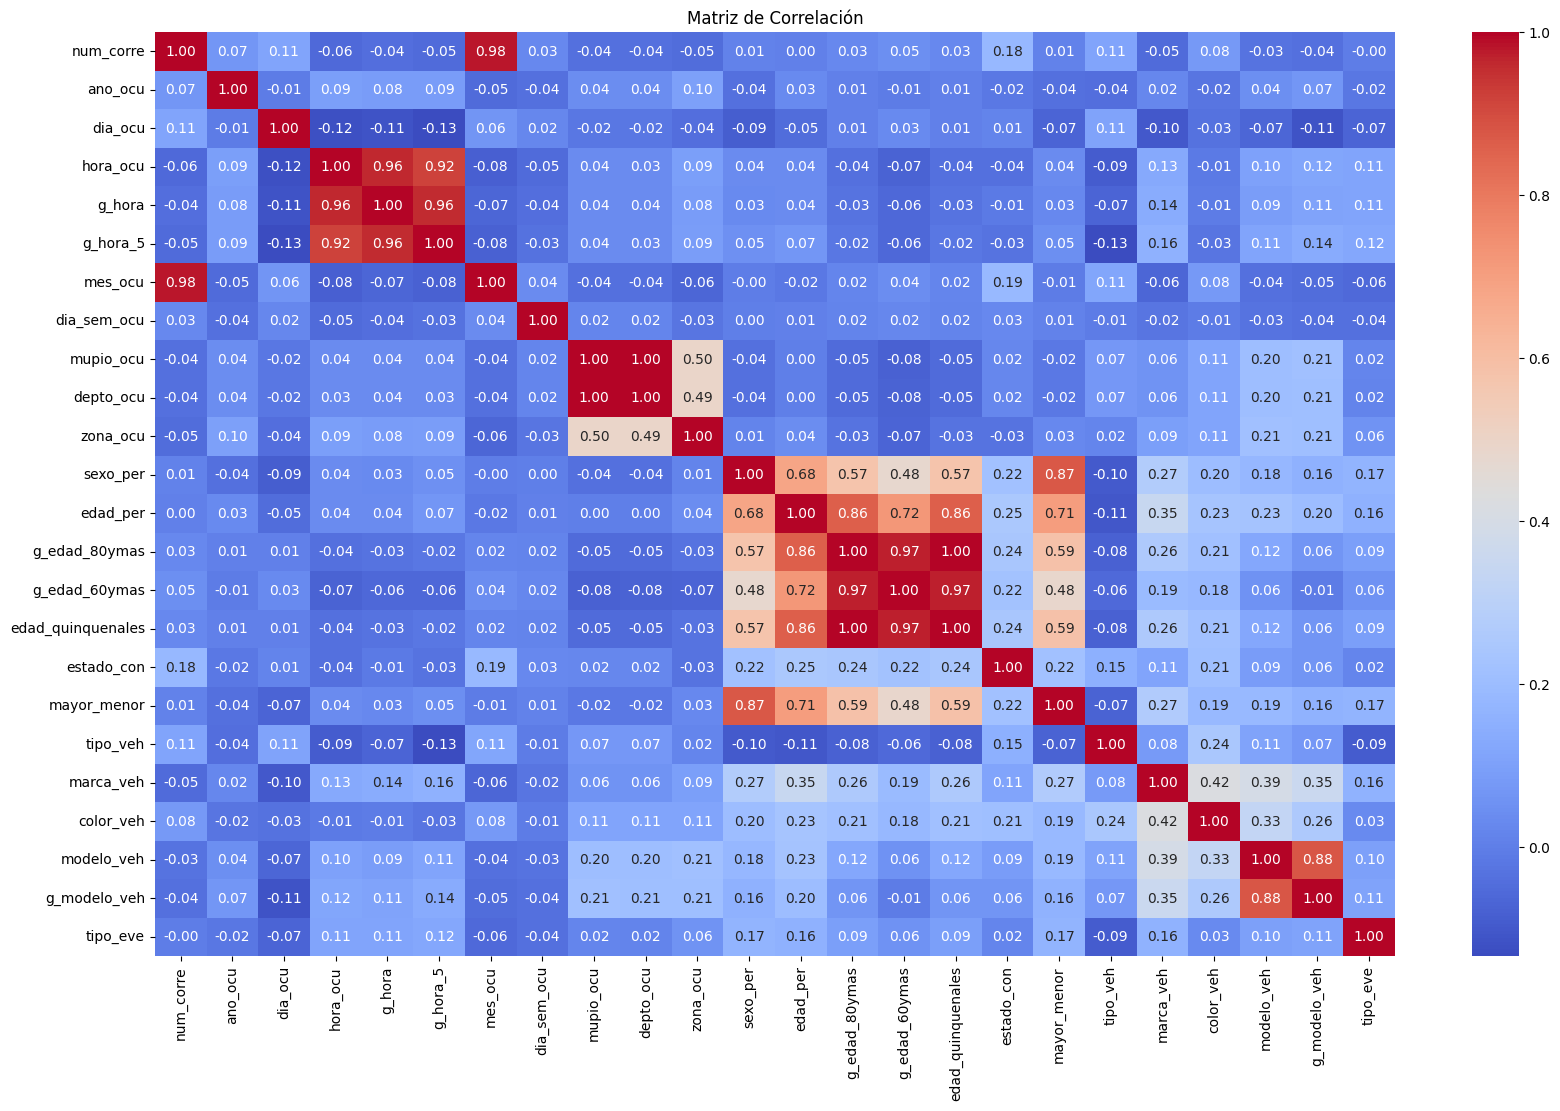 Matriz de Correlación
num_corre 1.00 0.07 0.11 -0.06 -0.04 -0.05 0.98 0.03 -0.04 -0.04 -0.05 0.01 0.00 0.03 0.05 0.03 0.18 0.01 0.11 -0.05 0.08 -0.03 -0.04 -0.00
ano_ocu 0.07 1.00 -0.01 0.09 0.08 0.09 -0.05 -0.04 0.04 0.04 0.10 -0.04 0.03 0.01 -0.01 0.01 -0.02 -0.04 -0.04 0.02 -0.02 0.04 0.07 -0.02
dia_ocu 0.11 -0.01 1.00 -0.12 -0.11 -0.13 0.06 0.02 -0.02 -0.02 -0.04 -0.09 -0.05 0.01 0.03 0.01 0.01 -0.07 0.11 -0.10 -0.03 -0.07 -0.11 -0.07
hora_ocu -0.06 0.09 -0.12 1.00 0.96 0.92 -0.08 -0.05 0.04 0.03 0.09 0.04 0.04 -0.04 -0.07 -0.04 -0.04 0.04 -0.09 0.13 -0.01 0.10 0.12 0.11
g_hora -0.04 0.08 -0.11 0.96 1.00 0.96 -0.07 -0.04 0.04 0.04 0.08 0.03 0.04 -0.03 -0.06 -0.03 -0.01 0.03 -0.07 0.14 -0.01 0.09 0.11 0.11
g_hora_5 -0.05 0.09 -0.13 0.92 0.96 1.00 -0.08 -0.03 0.04 0.03 0.09 0.05 0.07 -0.02 -0.06 -0.02 -0.03 0.05 -0.13 0.16 -0.03 0.11 0.14 0.12
mes_ocu 0.98 -0.05 0.06 -0.08 -0.07 -0.08 1.00 0.04 -0.04 -0.04 -0.06 -0.00 -0.02 0.02 0.04 0.02 0.19 -0.01 0.11 -0.06 0.08 -0.04 -0.05 -0.06
dia_sem_ocu 0.03 -0.04 0.02 -0.05 -0.04 -0.03 0.04 1.00 0.02 0.02 -0.03 0.00 0.01 0.02 0.02 0.02 0.03 0.01 -0.01 -0.02 -0.01 -0.03 -0.04 -0.04
mupio_ocu -0.04 0.04 -0.02 0.04 0.04 0.04 -0.04 0.02 1.00 1.00 0.50 -0.04 0.00 -0.05 -0.08 -0.05 0.02 -0.02 0.07 0.06 0.11 0.20 0.21 0.02
depto_ocu -0.04 0.04 -0.02 0.03 0.04 0.03 -0.04 0.02 1.00 1.00 0.49 -0.04 0.00 -0.05 -0.08 -0.05 0.02 -0.02 0.07 0.06 0.11 0.20 0.21 0.02
zona_ocu -0.05 0.10 -0.04 0.09 0.08 0.09 -0.06 -0.03 0.50 0.49 1.00 0.01 0.04 -0.03 -0.07 -0.03 -0.03 0.03 0.02 0.09 0.11 0.21 0.21 0.06
sexo_per 0.01 -0.04 -0.09 0.04 0.03 0.05 -0.00 0.00 -0.04 -0.04 0.01 1.00 0.68 0.57 0.48 0.57 0.22 0.87 -0.10 0.27 0.20 0.18 0.16 0.17
edad_per 0.00 0.03 -0.05 0.04 0.04 0.07 -0.02 0.01 0.00 0.00 0.04 0.68 1.00 0.86 0.72 0.86 0.25 0.71 -0.11 0.35 0.23 0.23 0.20 0.16
g_edad_80ymas 0.03 0.01 0.01 -0.04 -0.03 -0.02 0.02 0.02 -0.05 -0.05 -0.03 0.57 0.86 1.00 0.97 1.00 0.24 0.59 -0.08 0.26 0.21 0.12 0.06 0.09
g_edad_60ymas 0.05 -0.01 0.03 -0.07 -0.06 -0.06 0.04 0.02 -0.08 -0.08 -0.07 0.48 0.72 0.97 1.00 0.97 0.22 0.48 -0.06 0.19 0.18 0.06 -0.01 0.06
edad_quinquenales 0.03 0.01 0.01 -0.04 -0.03 -0.02 0.02 0.02 -0.05 -0.05 -0.03 0.57 0.86 1.00 0.97 1.00 0.24 0.59 -0.08 0.26 0.21 0.12 0.06 0.09
estado_con 0.18 -0.02 0.01 -0.04 -0.01 -0.03 0.19 0.03 0.02 0.02 -0.03 0.22 0.25 0.24 0.22 0.24 1.00 0.22 0.15 0.11 0.21 0.09 0.06 0.02
mayor_menor 0.01 -0.04 -0.07 0.04 0.03 0.05 -0.01 0.01 -0.02 -0.02 0.03 0.87 0.71 0.59 0.48 0.59 0.22 1.00 -0.07 0.27 0.19 0.19 0.16 0.17
tipo_veh 0.11 -0.04 0.11 -0.09 -0.07 -0.13 0.11 -0.01 0.07 0.07 0.02 -0.10 -0.11 -0.08 -0.06 -0.08 0.15 -0.07 1.00 0.08 0.24 0.11 0.07 -0.09
marca_veh -0.05 0.02 -0.10 0.13 0.14 0.16 -0.06 -0.02 0.06 0.06 0.09 0.27 0.35 0.26 0.19 0.26 0.11 0.27 0.08 1.00 0.42 0.39 0.35 0.16
color_veh 0.08 -0.02 -0.03 -0.01 -0.01 -0.03 0.08 -0.01 0.11 0.11 0.11 0.20 0.23 0.21 0.18 0.21 0.21 0.19 0.24 0.42 1.00 0.33 0.26 0.03
modelo_veh -0.03 0.04 -0.07 0.10 0.09 0.11 -0.04 -0.03 0.20 0.20 0.21 0.18 0.23 0.12 0.06 0.12 0.09 0.19 0.11 0.39 0.33 1.00 0.88 0.10
g_modelo_veh -0.04 0.07 -0.11 0.12 0.11 0.14 -0.05 -0.04 0.21 0.21 0.21 0.16 0.20 0.06 -0.01 0.06 0.06 0.16 0.07 0.35 0.26 0.88 1.00 0.11
tipo_eve -0.00 -0.02 -0.07 0.11 0.11 0.12 -0.06 -0.04 0.02 0.02 0.06 0.17 0.16 0.09 0.06 0.09 0.02 0.17 -0.09 0.16 0.03 0.10 0.11 1.00
num_corre
ano_ocu
dia_ocu
hora_ocu
g_hora
g_hora_5
mes_ocu
dia_sem_ocu
mupio_ocu
depto_ocu
zona_ocu
sexo_per
edad_per
g_edad_80ymas
g_edad_60ymas
edad_quinquenales
estado_con
mayor_menor
tipo_veh
marca_veh
color_veh
modelo_veh
g_modelo_veh
tipo_eve
1.0
0.8
0.6
0.4
0.2
0.0